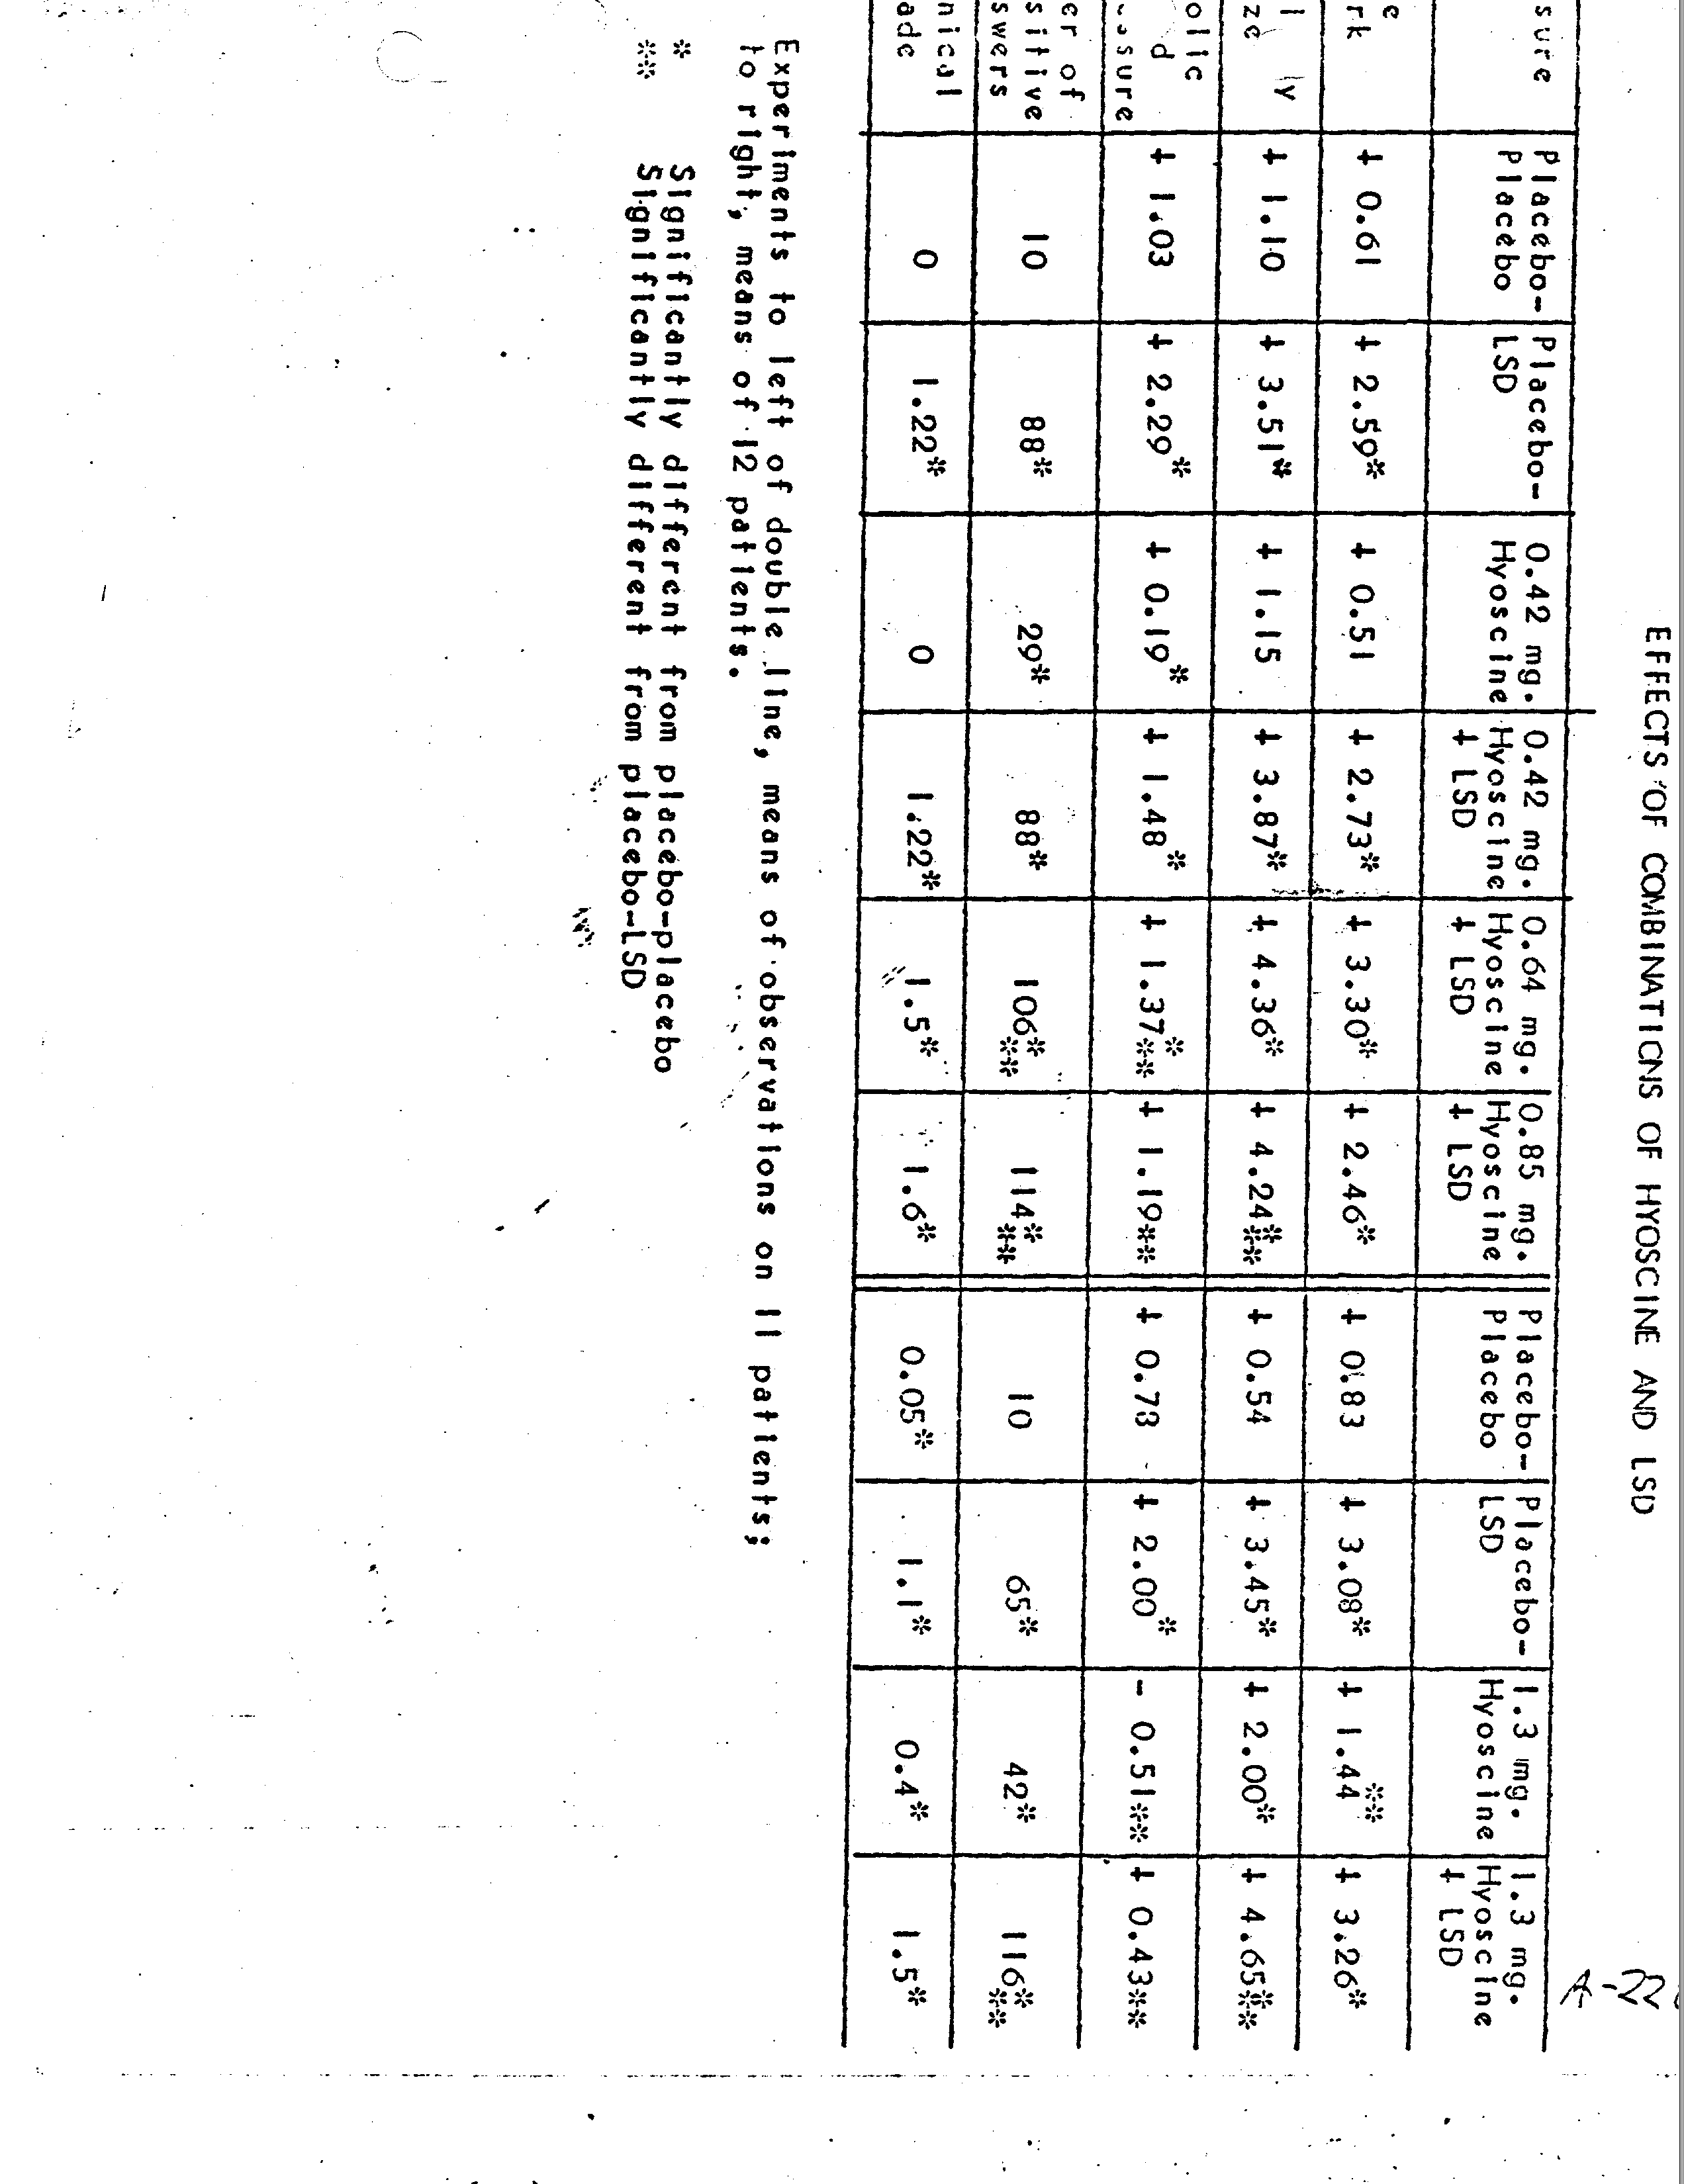 A-22
EFFECTS OF COMBINATIONS OF HYOSCINE AND LSD
sure Placebo- Placebo Placebo- LSD 0.42 mg. Hyoscine 0.42 mg. Hyoscine + LSD 0.64 mg. Hyoscine + LSD 0.85 mg. Hyoscine + LSD Placebo- Placebo Placebo- LSD 1.3 mg. Hyoscine 1.3 mg. Hyoscine + LSD
e rk + 0.61 + 2.59* + 0.51 + 2.73* + 3.30* + 2.46* + 0.83 + 3.08* + 1.44** + 3.26*
l ly ze + 1.10 + 3.51* + 1.15 + 3.87* + 4.36* + 4.24*** + 0.54 + 3.45* + 2.00* + 4.65***
olic d ssure + 1.03 + 2.29* + 0.19* + 1.48* + 1.37*** + 1.19** + 0.73 + 2.00* - 0.51** + 0.43**
er of sitive swers 10 88* 29* 88* 106*** 114*** 10 65* 42* 116***
nical ade 0 1.22* 0 1.22* 1.5* 1.6* 0.05* 1.1* 0.4* 1.5*
Experiments to left of double line, means of observations on 11 patients;
to right, means of 12 patients.
* Significantly different from placebo-placebo
** Significantly different from placebo-LSD